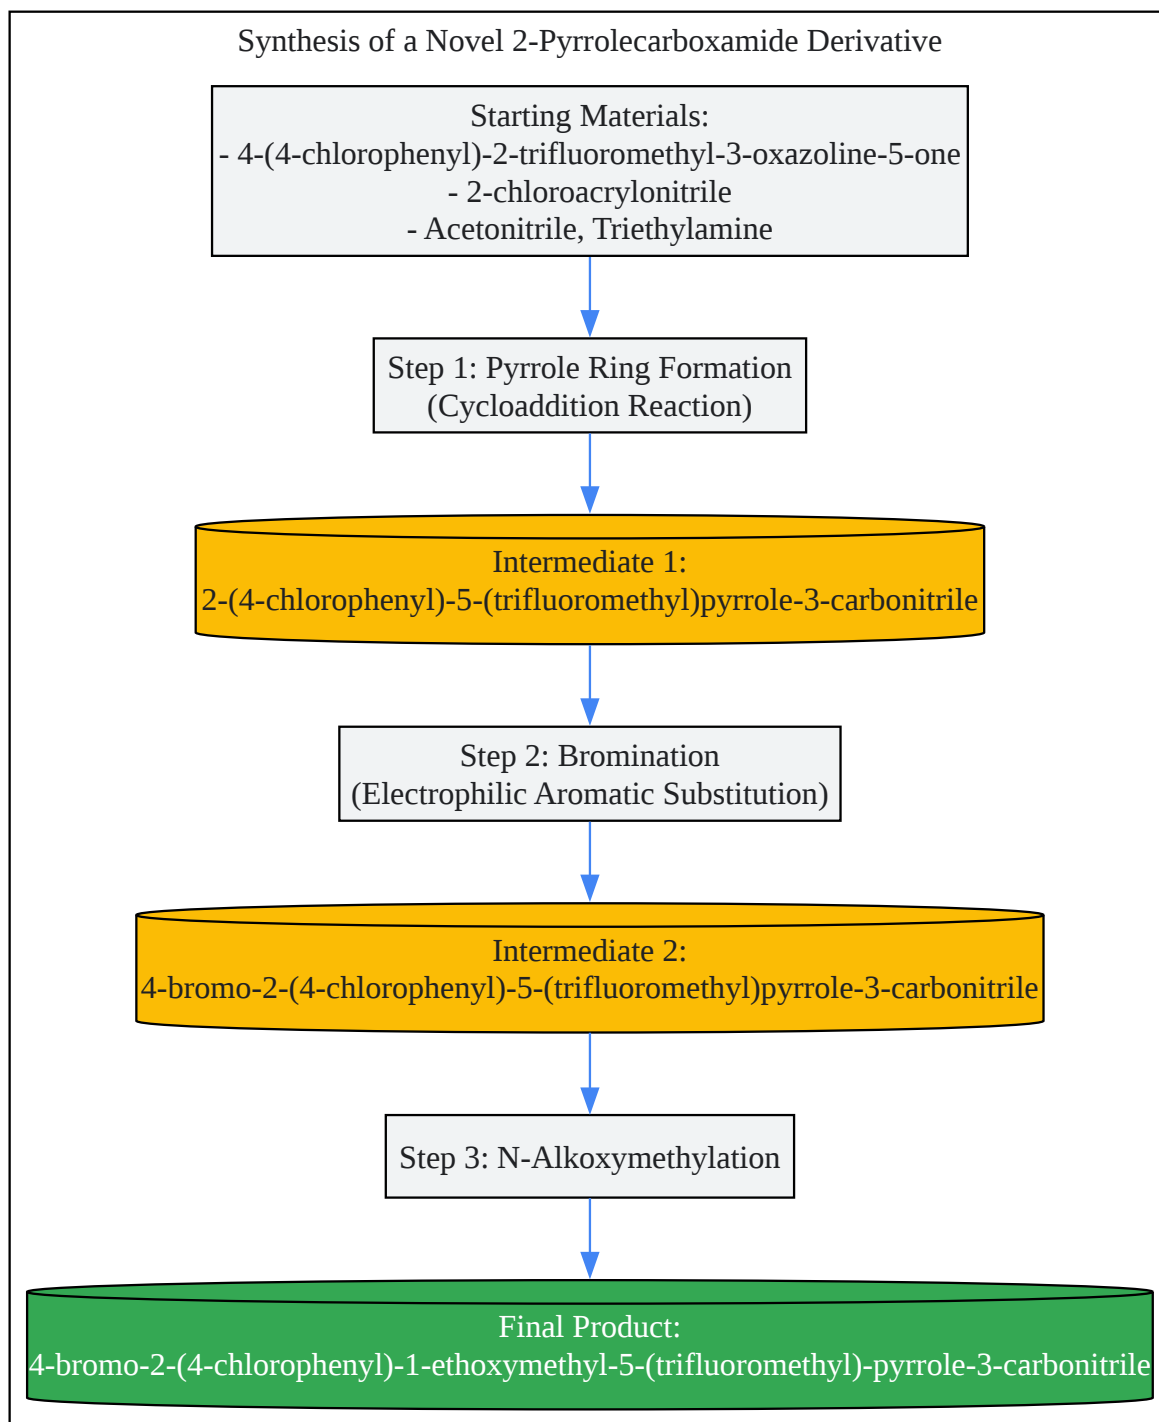 Synthesis of a Novel 2-Pyrrolecarboxamide Derivative
Starting Materials:
- 4-(4-chlorophenyl)-2-trifluoromethyl-3-oxazoline-5-one
- 2-chloroacrylonitrile
- Acetonitrile, Triethylamine
Step 1: Pyrrole Ring Formation
(Cycloaddition Reaction)
Intermediate 1:
2-(4-chlorophenyl)-5-(trifluoromethyl)pyrrole-3-carbonitrile
Step 2: Bromination
(Electrophilic Aromatic Substitution)
Intermediate 2:
4-bromo-2-(4-chlorophenyl)-5-(trifluoromethyl)pyrrole-3-carbonitrile
Step 3: N-Alkoxymethylation
Final Product:
4-bromo-2-(4-chlorophenyl)-1-ethoxymethyl-5-(trifluoromethyl)-pyrrole-3-carbonitrile